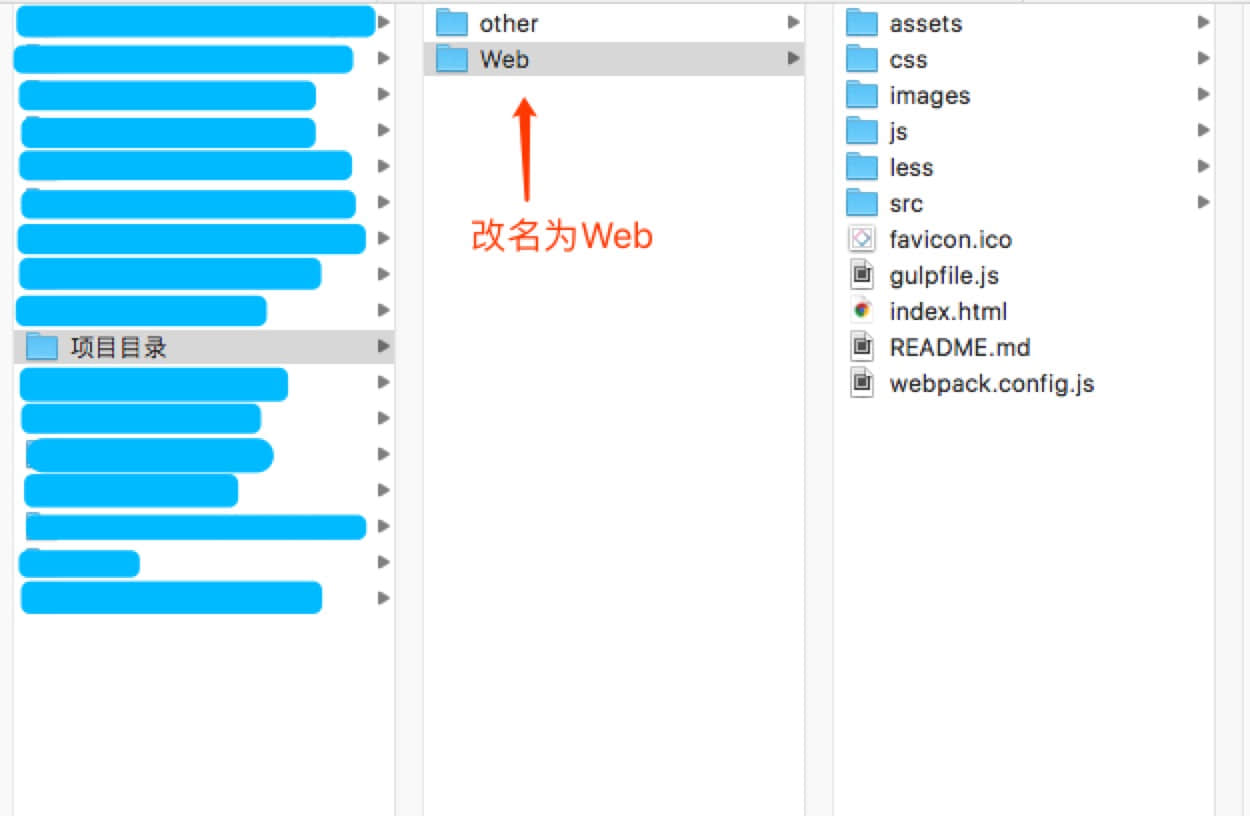 项目目录
other
Web
改名为Web
assets
css
images
js
less
src
favicon.ico
gulpfile.js
index.html
README.md
webpack.config.js